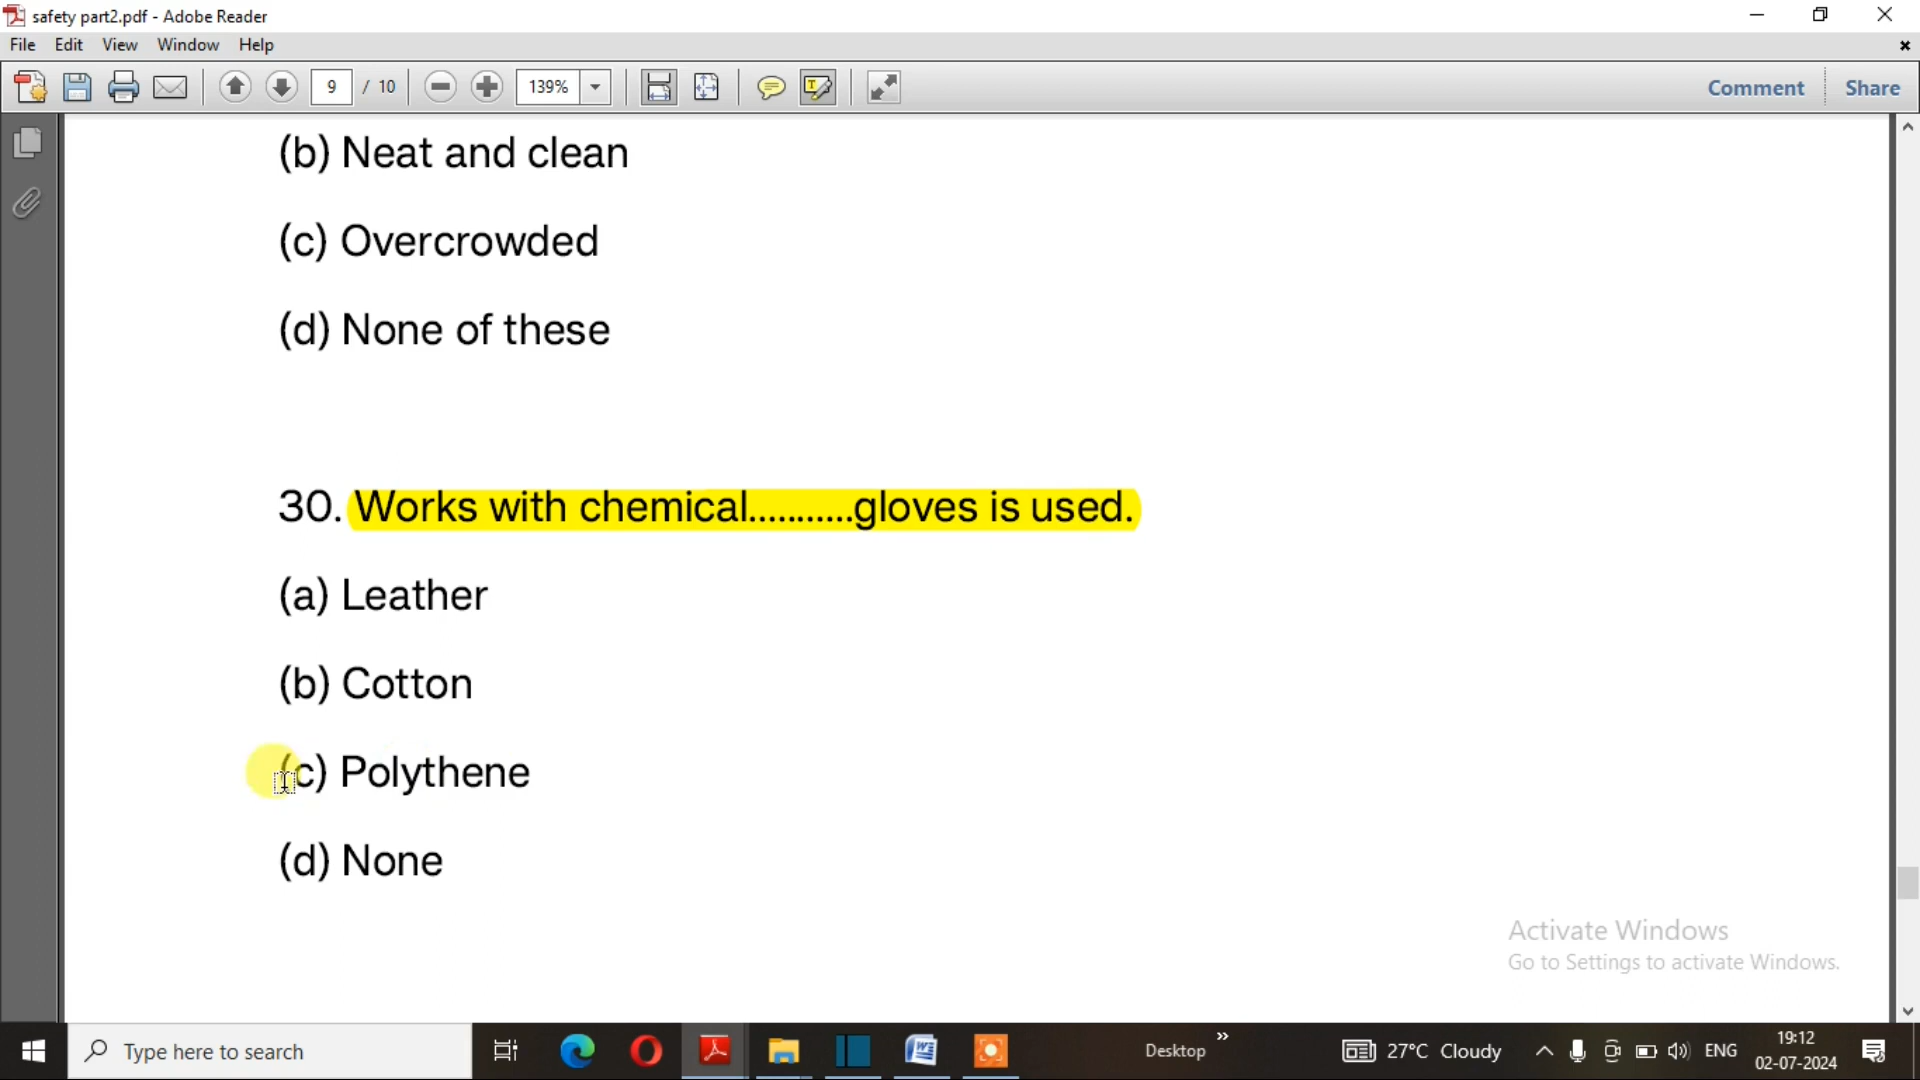 safety part2.pdf - Adobe Reader
File Edit View Window Help
9 / 10 139% Comment Share
(b) Neat and clean
(c) Overcrowded
(d) None of these
30. Works with chemical...........gloves is used.
(a) Leather
(b) Cotton
(c) Polythene
(d) None
Activate Windows
Go to Settings to activate Windows.
Type here to search Desktop 27°C Cloudy ENG 19:12
02-07-2024